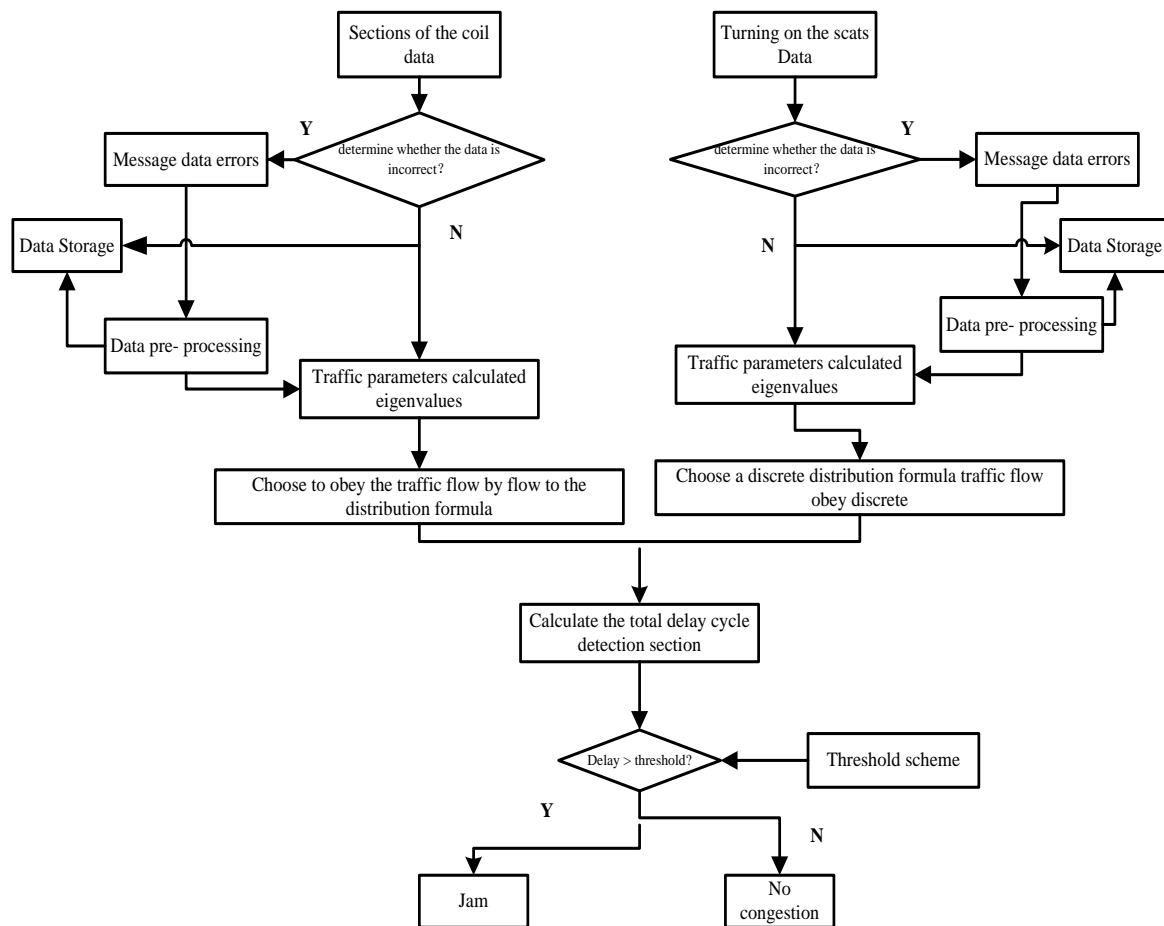 Sections of the coil
data
Turning on the scats
Data
Y
determine whether the data is
incorrect?
Message data errors
Y
determine whether the data is
incorrect?
Message data errors
N
Data Storage
N
Data Storage
Data pre- processing
Data pre- processing
Traffic parameters calculated
eigenvalues
Traffic parameters calculated
eigenvalues
Choose to obey the traffic flow by flow to the
distribution formula
Choose a discrete distribution formula traffic flow
obey discrete
Calculate the total delay cycle
detection section
Delay > threshold?
Threshold scheme
Y
N
Jam
No
congestion